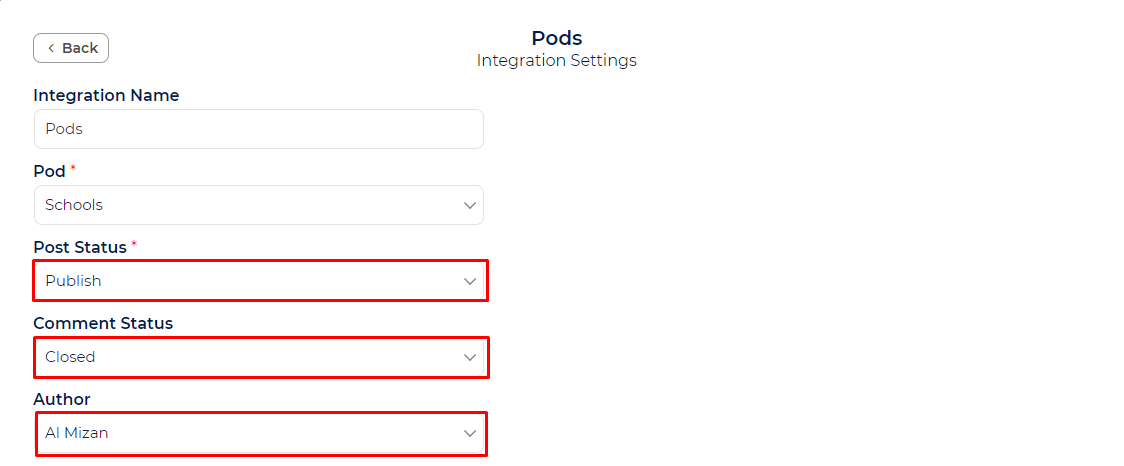 Back
Pods
Integration Settings
Integration Name
Pods
Pod *
Schools
Post Status *
Publish
Comment Status
Closed
Author
Al Mizan